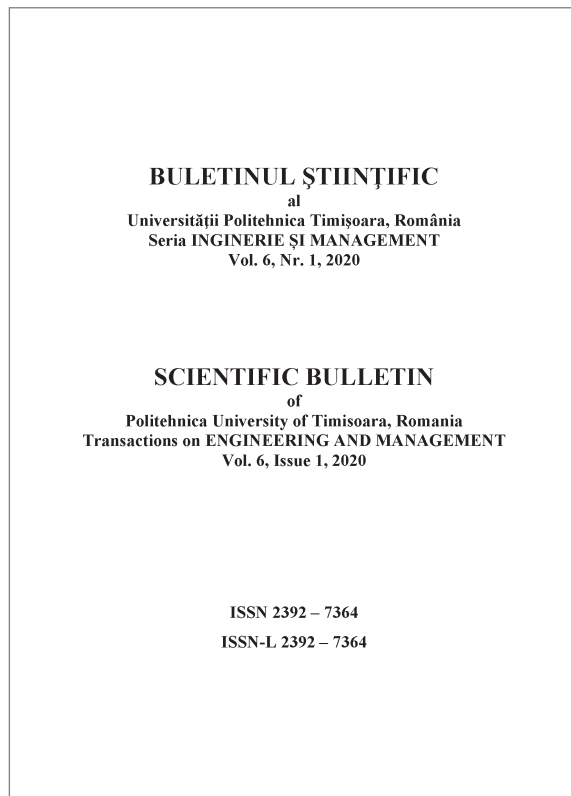 BULETINUL ŞTIINŢIFIC
al
Universităţii Politehnica Timişoara, România
Seria INGINERIE ȘI MANAGEMENT
Vol. 6, Nr. 1, 2020
SCIENTIFIC BULLETIN
of
Politehnica University of Timisoara, Romania
Transactions on ENGINEERING AND MANAGEMENT
Vol. 6, Issue 1, 2020
ISSN 2392 – 7364
ISSN-L 2392 – 7364